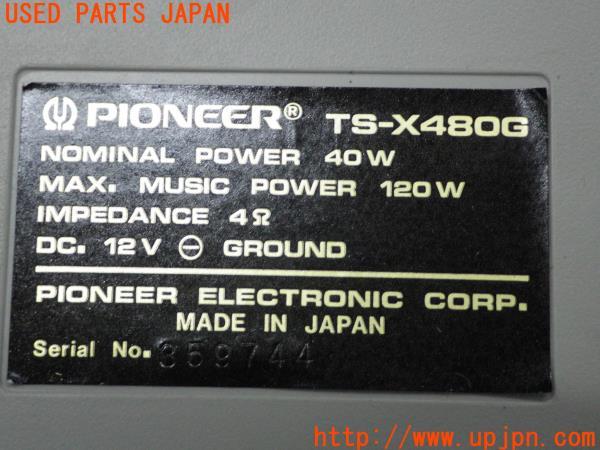 USED PARTS JAPAN
PIONEER® TS-X480G
NOMINAL POWER 40W
MAX. MUSIC POWER 120W
IMPEDANCE 4Ω
DC. 12V ⊖ GROUND
PIONEER ELECTRONIC CORP.
MADE IN JAPAN
Serial No. 359744
http://www.upjpn.com/